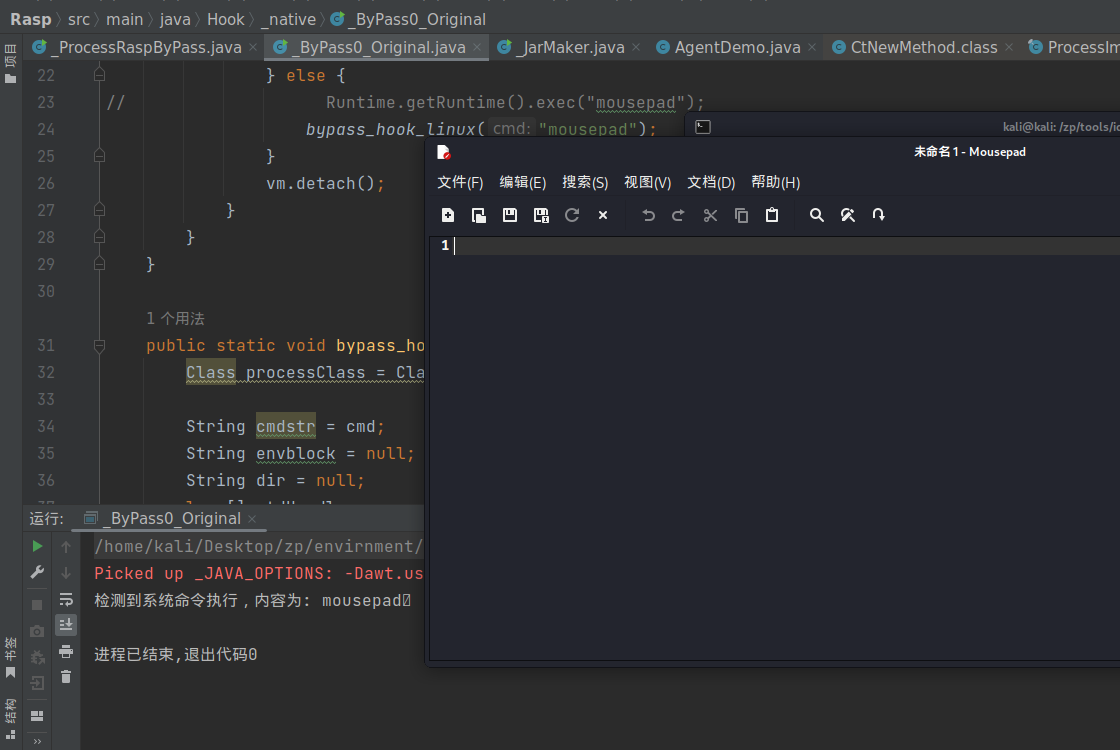 Rasp src main java Hook _native _ByPass0_Original
_ProcessRaspByPass.java _ByPass0_Original.java _JarMaker.java AgentDemo.java CtNewMethod.class ProcessIm
项目
22 } else {
23 // Runtime.getRuntime().exec("mousepad");
24 bypass_hook_linux( cmd: "mousepad");
25 }
26 vm.detach();
27 }
28 }
29 }
30
1 个用法
31 public static void bypass_ho
32 Class processClass = Cla
33
34 String cmdstr = cmd;
35 String envblock = null;
36 String dir = null;
kali@kali: /zp/tools/id
未命名 1 - Mousepad
文件(F) 编辑(E) 搜索(S) 视图(V) 文档(D) 帮助(H)
1
运行: _ByPass0_Original
/home/kali/Desktop/zp/envirnment/
Picked up _JAVA_OPTIONS: -Dawt.us
检测到系统命令执行，内容为: mousepad
进程已结束,退出代码0
书签
结构